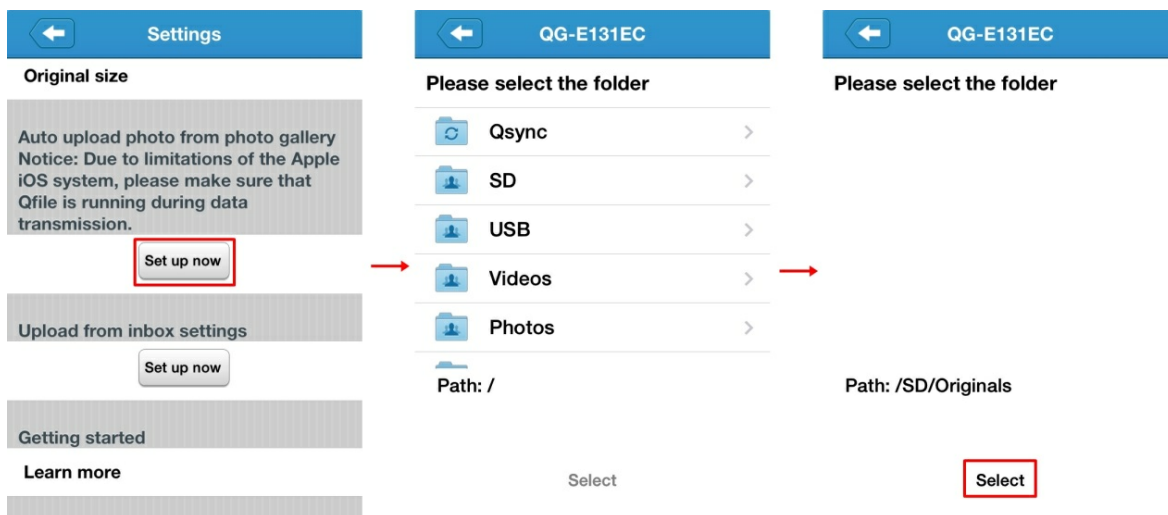 Settings
Original size
Auto upload photo from photo gallery
Notice: Due to limitations of the Apple
iOS system, please make sure that
Qfile is running during data
transmission.
Set up now
Upload from inbox settings
Set up now
Getting started
Learn more
QG-E131EC
Please select the folder
Qsync
SD
USB
Videos
Photos
Path: /
Select
QG-E131EC
Please select the folder
Path: /SD/Originals
Select